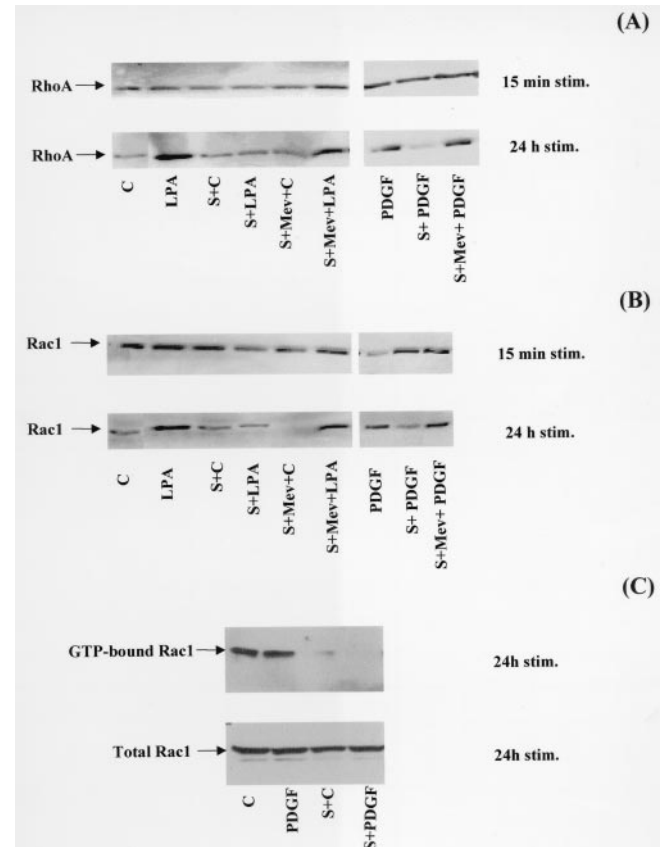 (A)
RhoA
15 min stim.
RhoA
24 h stim.
C
LPA
S+C
S+LPA
S+Mev+C
S+Mev+LPA
PDGF
S+ PDGF
S+Mev+ PDGF
(B)
Rac1
15 min stim.
Rac1
24 h stim.
C
LPA
S+C
S+LPA
S+Mev+C
S+Mev+LPA
PDGF
S+ PDGF
S+Mev+ PDGF
(C)
GTP-bound Rac1
24h stim.
Total Rac1
24h stim.
C
PDGF
S+C
S+PDGF